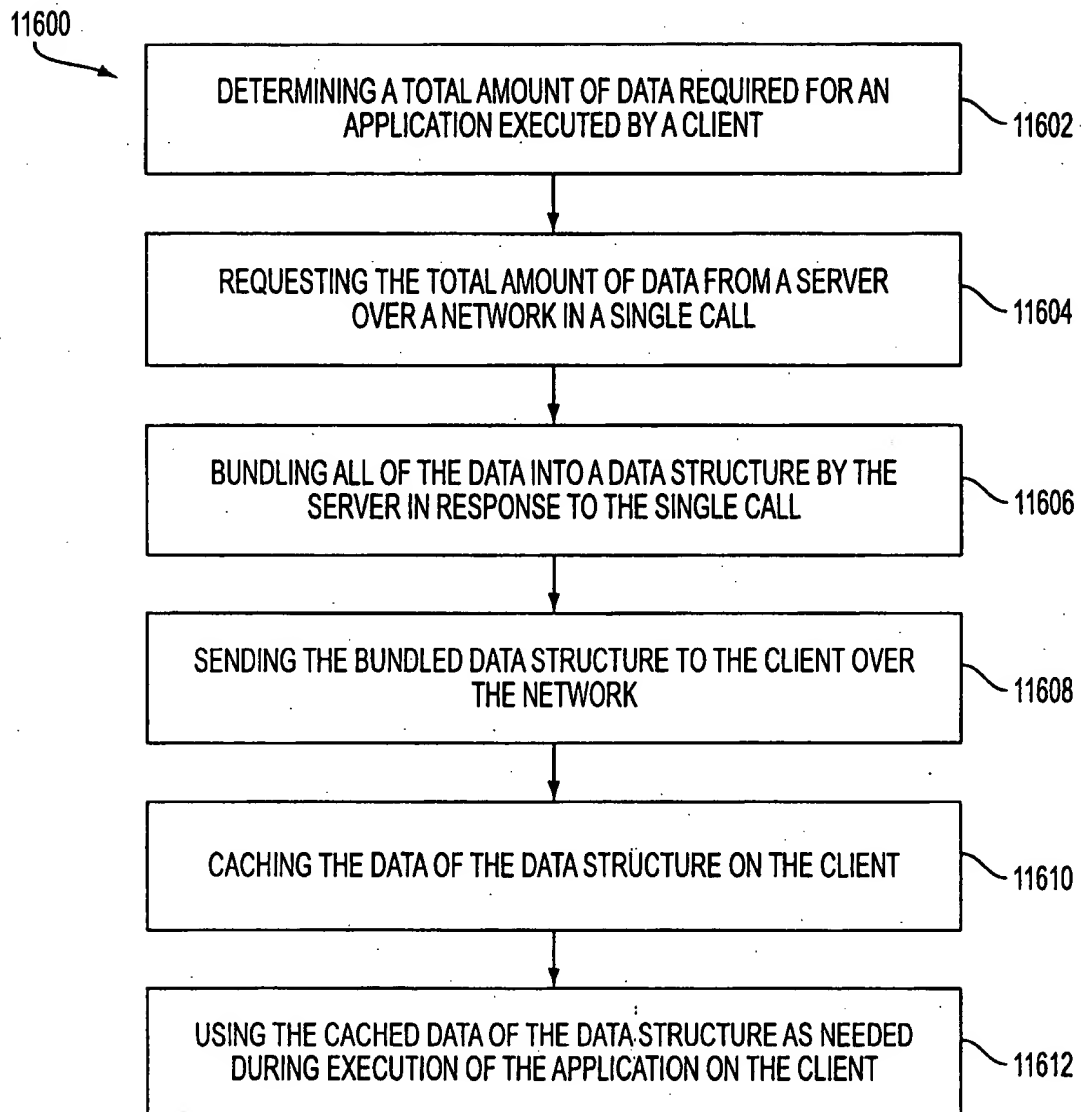 11600
DETERMINING A TOTAL AMOUNT OF DATA REQUIRED FOR AN
APPLICATION EXECUTED BY A CLIENT
11602
REQUESTING THE TOTAL AMOUNT OF DATA FROM A SERVER
OVER A NETWORK IN A SINGLE CALL
11604
BUNDLING ALL OF THE DATA INTO A DATA STRUCTURE BY THE
SERVER IN RESPONSE TO THE SINGLE CALL
11606
SENDING THE BUNDLED DATA STRUCTURE TO THE CLIENT OVER
THE NETWORK
11608
CACHING THE DATA OF THE DATA STRUCTURE ON THE CLIENT
11610
USING THE CACHED DATA OF THE DATA STRUCTURE AS NEEDED
DURING EXECUTION OF THE APPLICATION ON THE CLIENT
11612